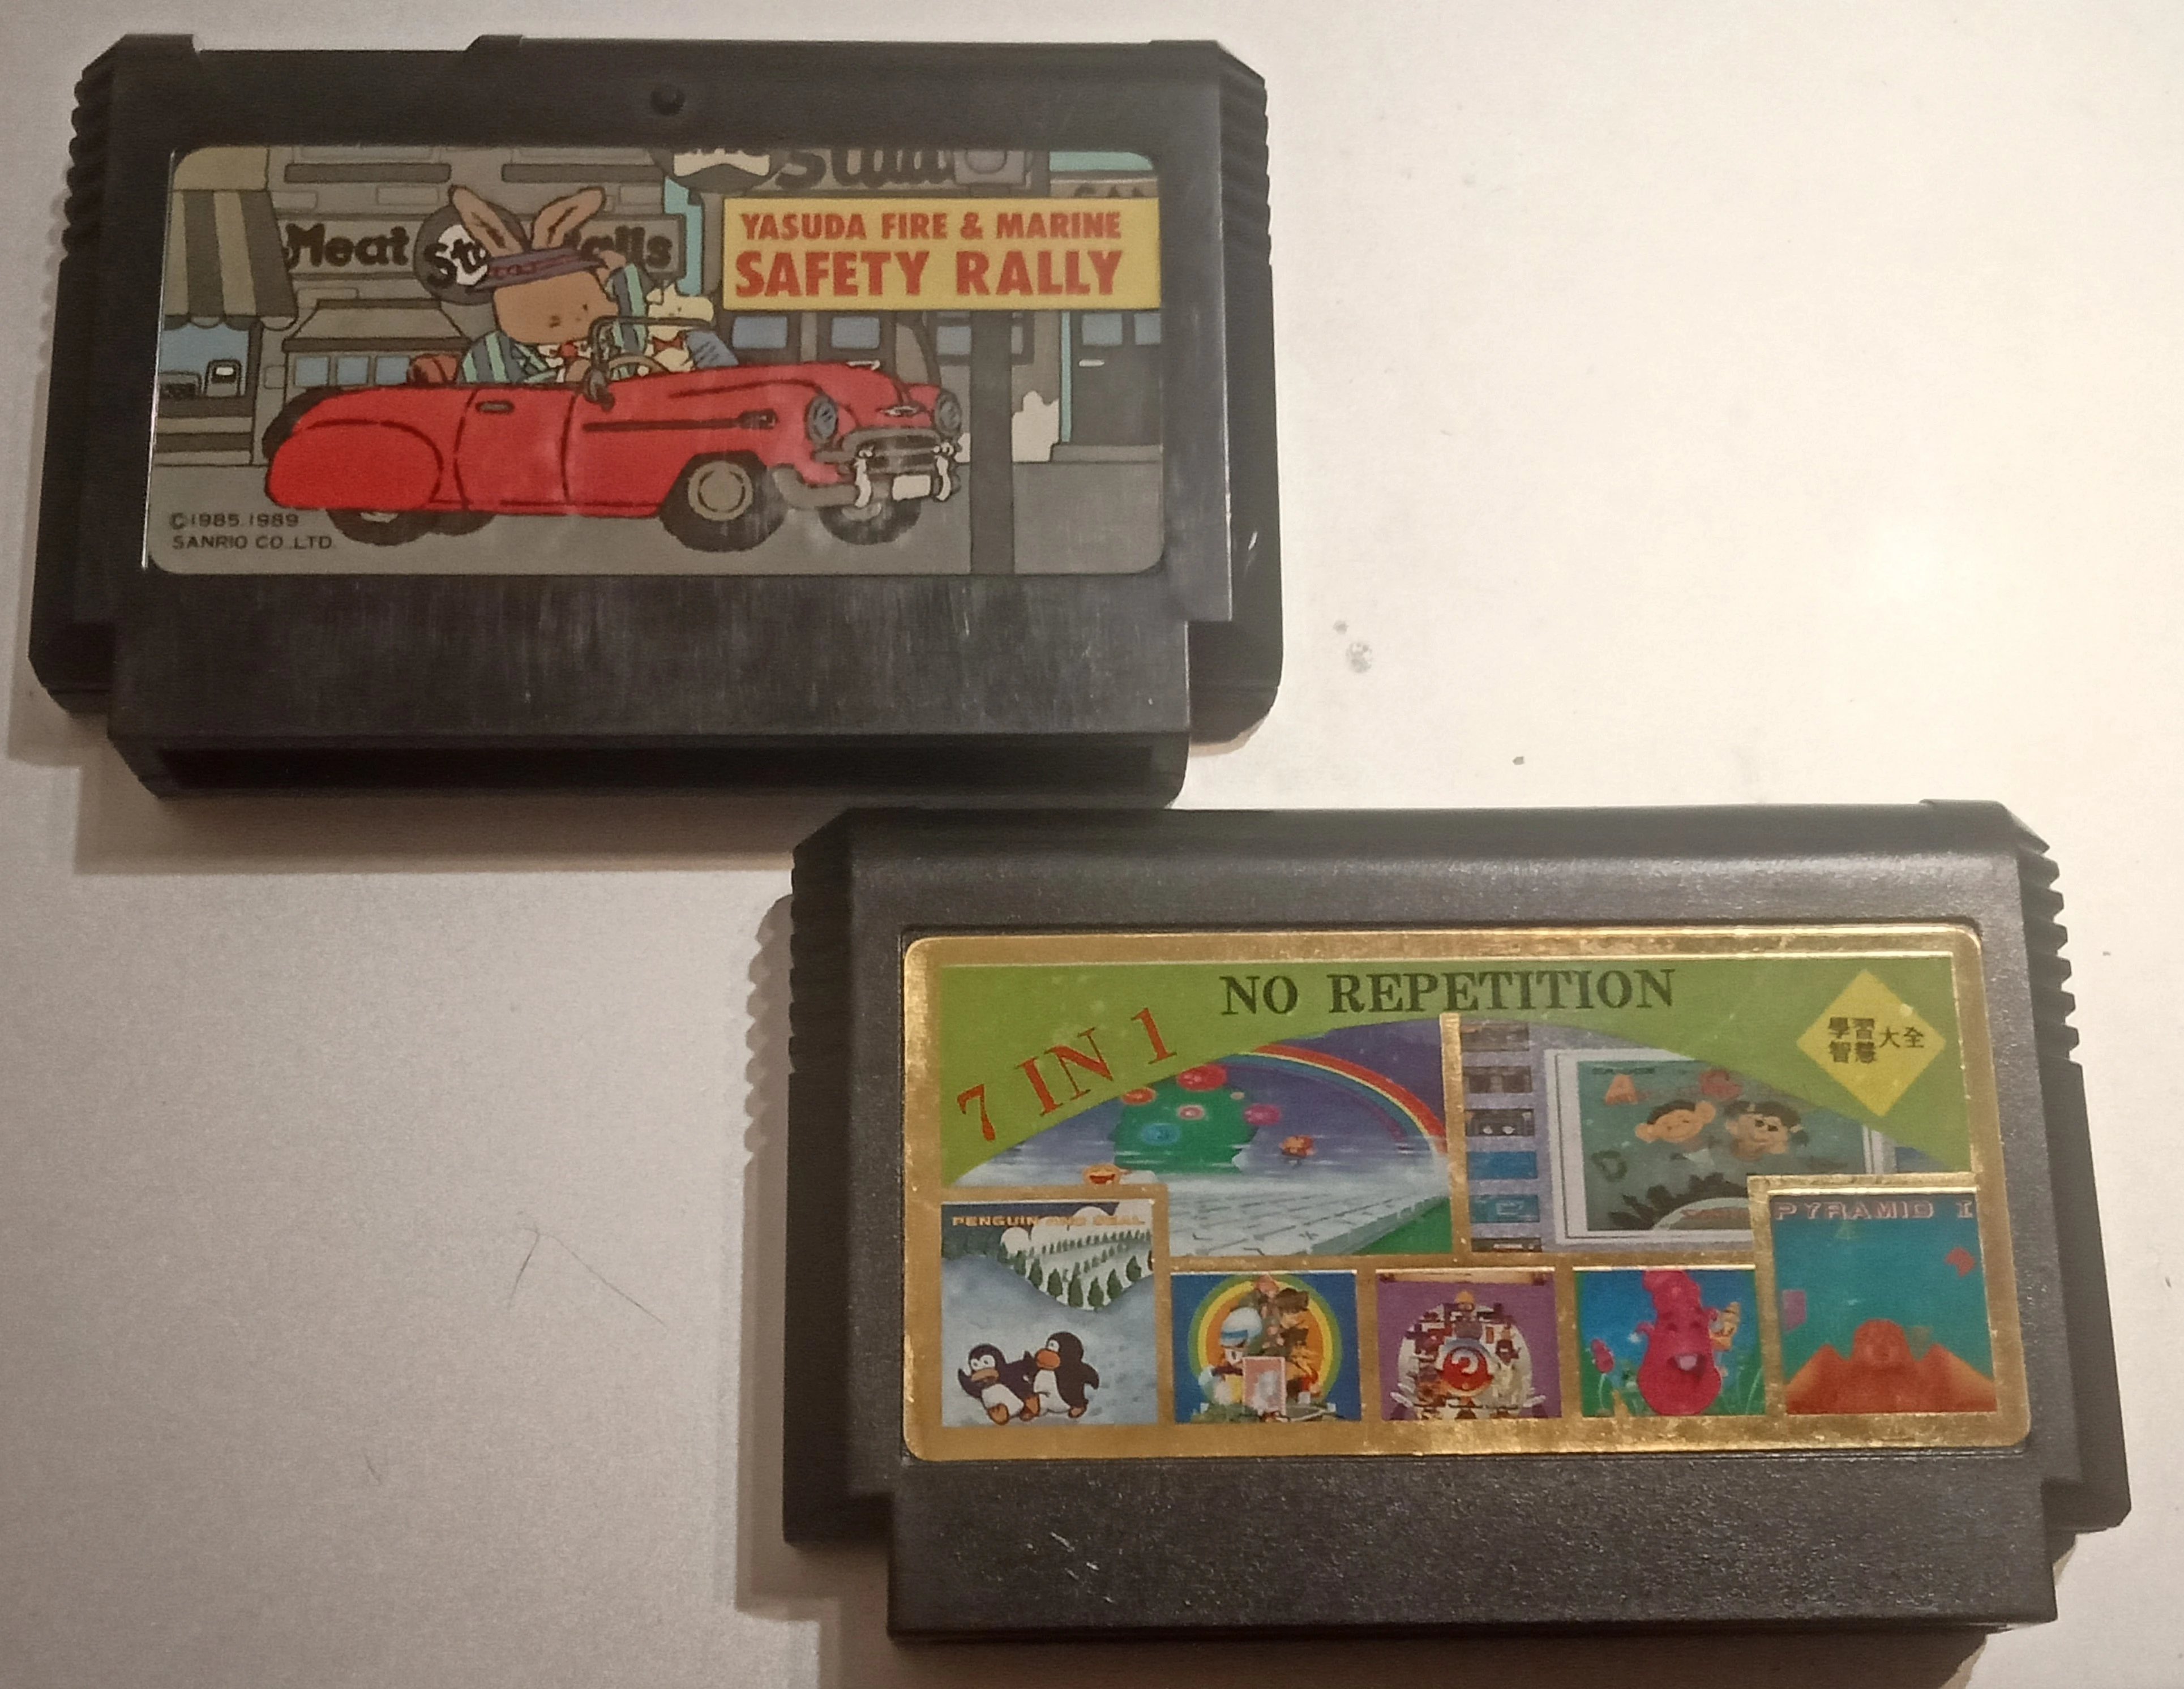 Meat
YASUDA FIRE & MARINE
SAFETY RALLY
©1985.1989
SANRIO CO.,LTD.
NO REPETITION
7 IN 1
學習
智慧
大全
PENGUIN AND SEAL
PYRAMID I